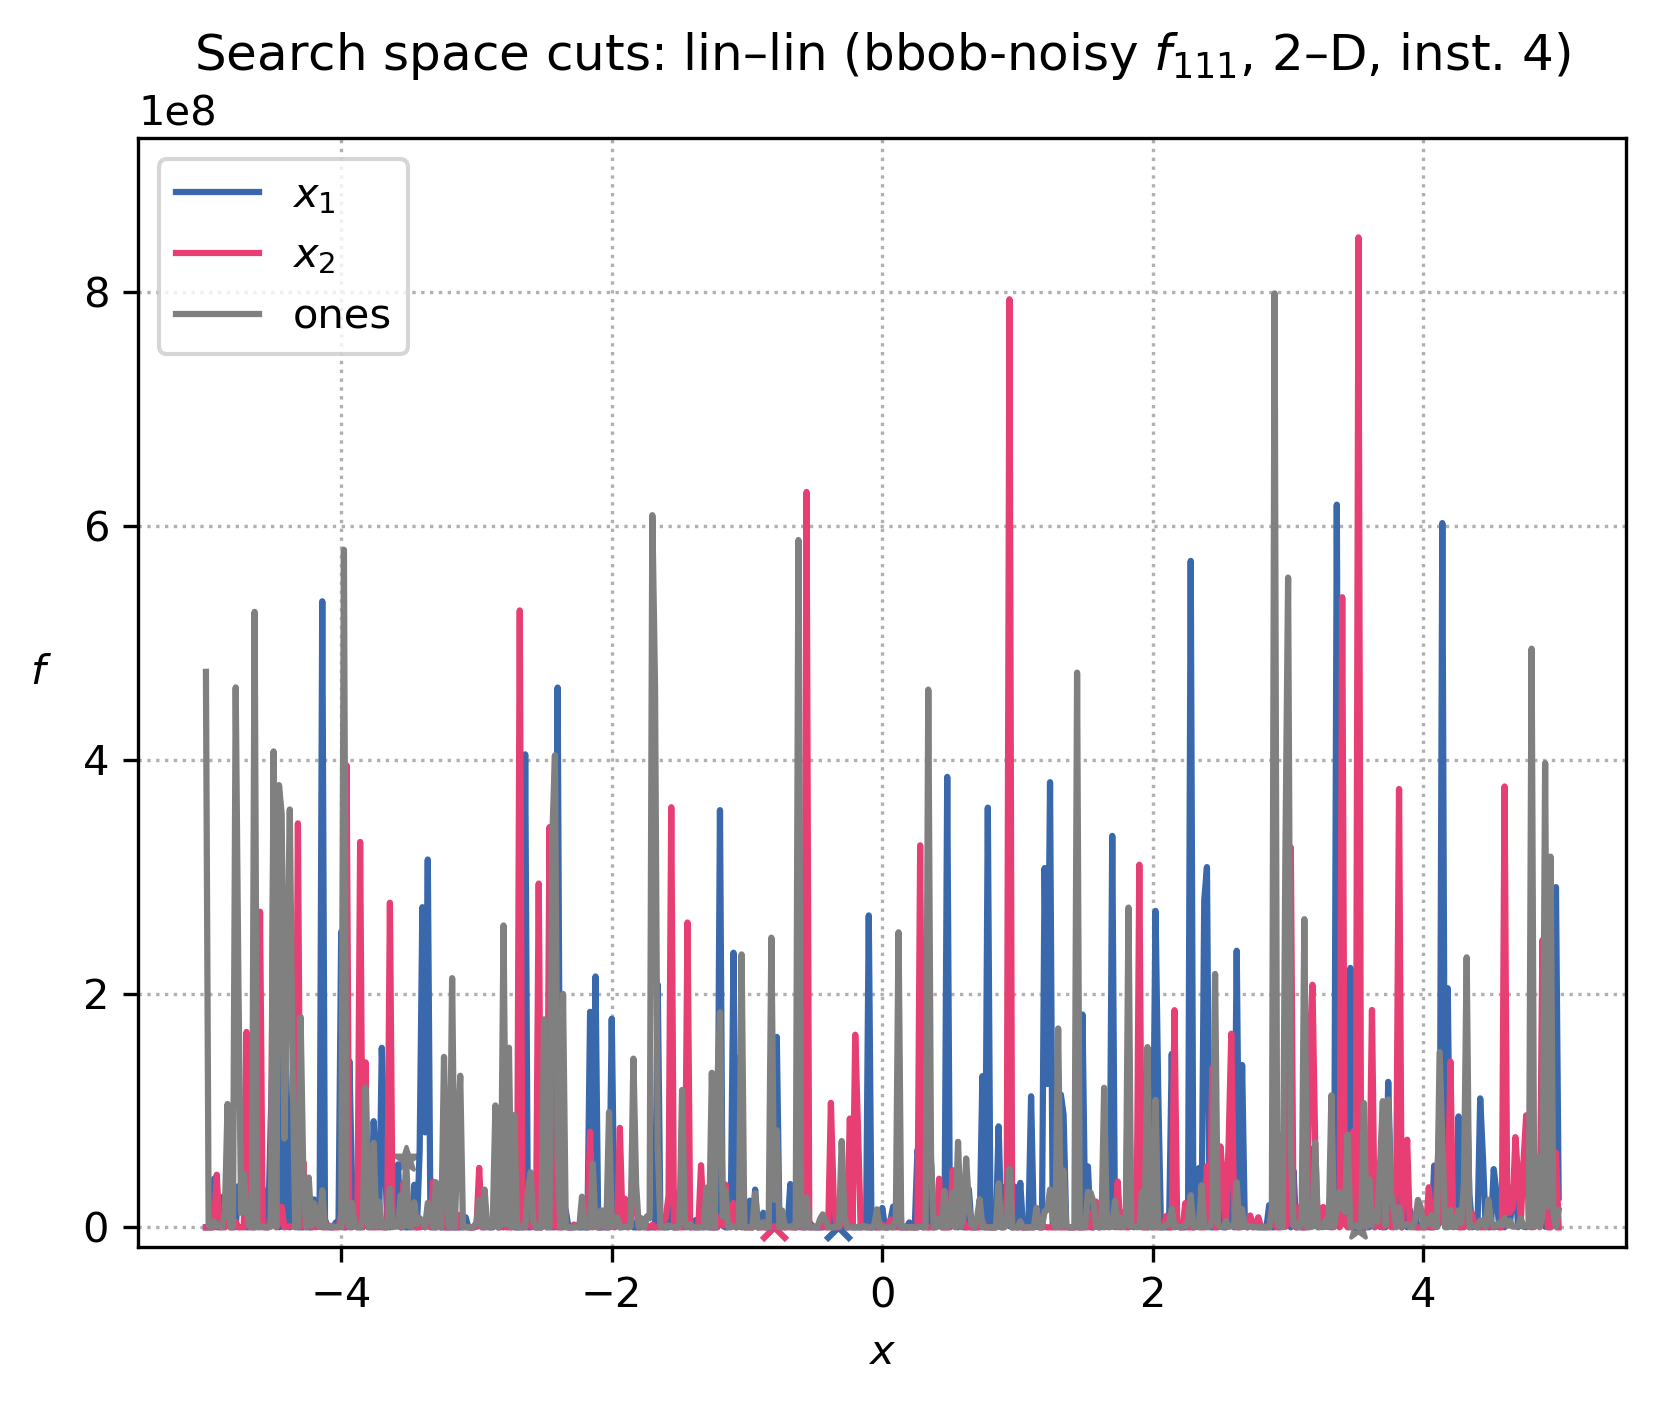 Search space cuts: lin–lin (bbob-noisy f₁₁₁, 2–D, inst. 4)
1e8
x₁
x₂
ones
8
6
f
4
2
0
−4 −2 0 2 4
x